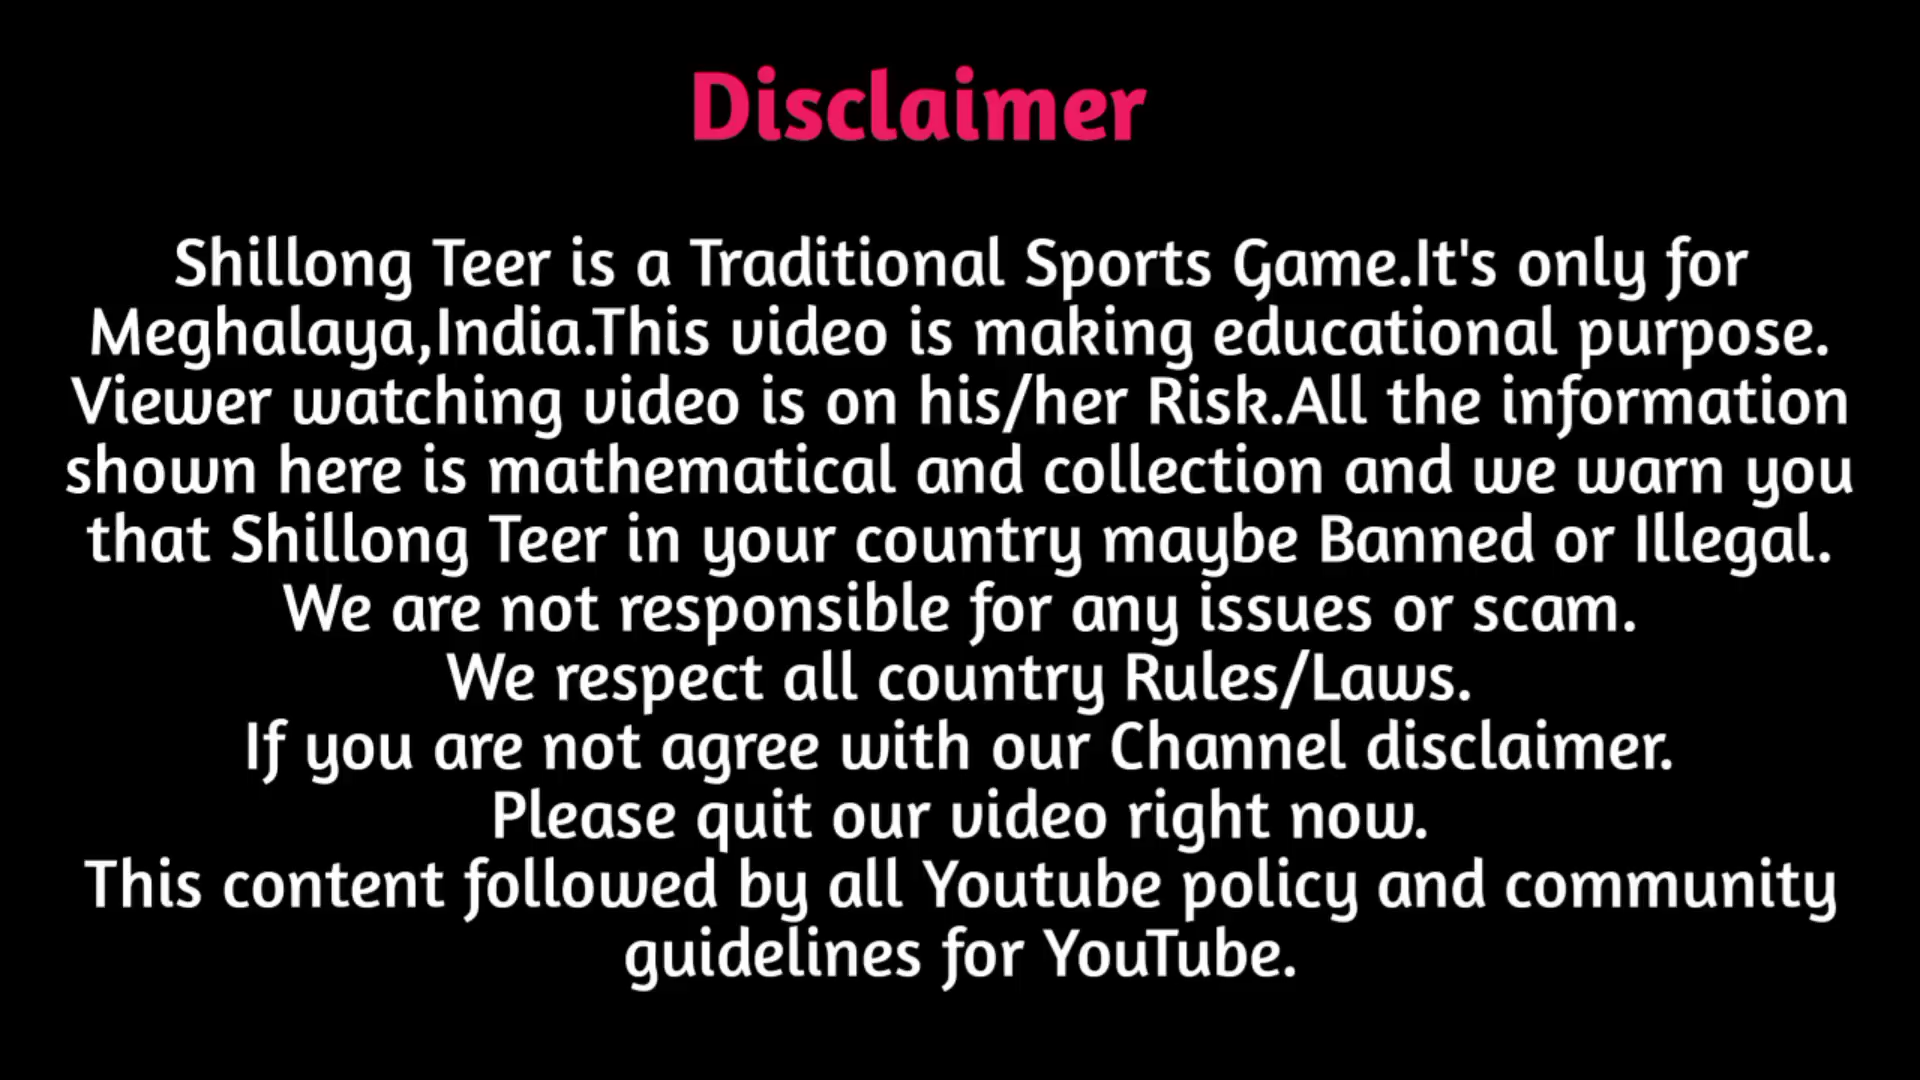 Disclaimer
Shillong Teer is a Traditional Sports Game.It's only for
Meghalaya,India.This video is making educational purpose.
Viewer watching video is on his/her Risk.All the information
shown here is mathematical and collection and we warn you
that Shillong Teer in your country maybe Banned or Illegal.
We are not responsible for any issues or scam.
We respect all country Rules/Laws.
If you are not agree with our Channel disclaimer.
Please quit our video right now.
This content followed by all Youtube policy and community
guidelines for YouTube.